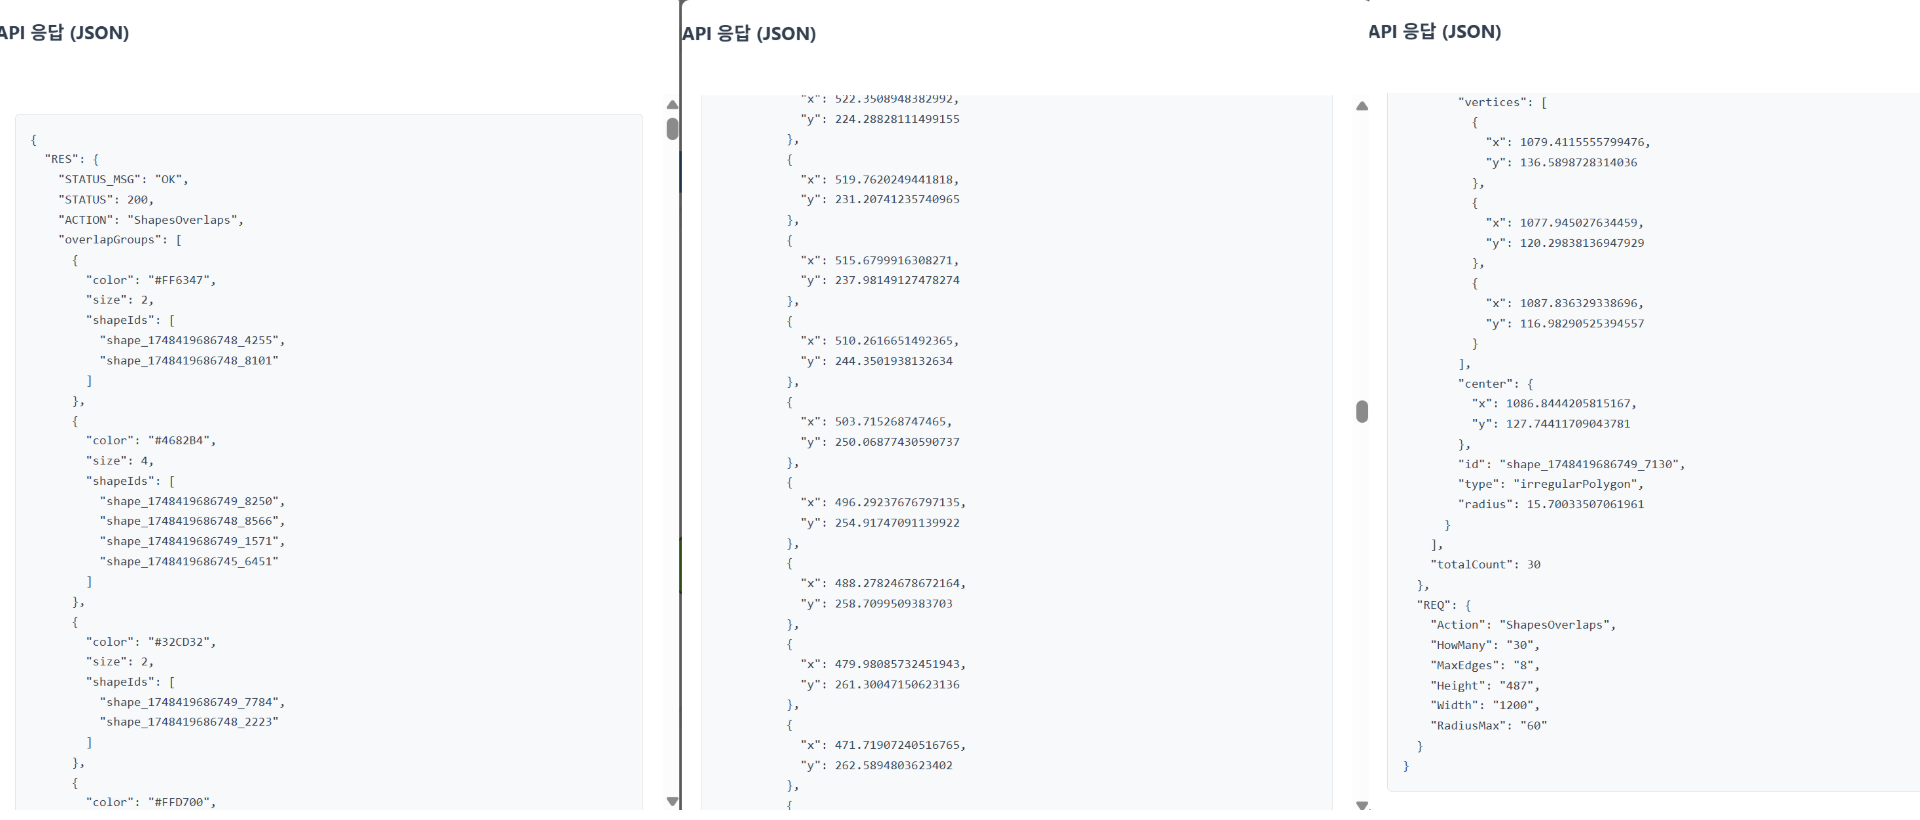 API 응답 (JSON)
{
"RES": {
"STATUS_MSG": "OK",
"STATUS": 200,
"ACTION": "ShapesOverlaps",
"overlapGroups": [
{
"color": "#FF6347",
"size": 2,
"shapeIds": [
"shape_1748419686748_4255",
"shape_1748419686748_8101"
]
},
{
"color": "#4682B4",
"size": 4,
"shapeIds": [
"shape_1748419686749_8250",
"shape_1748419686748_8566",
"shape_1748419686749_1571",
"shape_1748419686745_6451"
]
},
{
"color": "#32CD32",
"size": 2,
"shapeIds": [
"shape_1748419686749_7784",
"shape_1748419686748_2223"
]
},
{
"color": "#FFD700",
API 응답 (JSON)
"x": 522.3508948382992,
"y": 224.28828111499155
},
{
"x": 519.7620249441818,
"y": 231.20741235740965
},
{
"x": 515.6799916308271,
"y": 237.98149127478274
},
{
"x": 510.2616651492365,
"y": 244.3501938132634
},
{
"x": 503.715268747465,
"y": 250.06877430590737
},
{
"x": 496.29237676797135,
"y": 254.91747091139922
},
{
"x": 488.27824678672164,
"y": 258.7099509383703
},
{
"x": 479.98085732451943,
"y": 261.30047150623136
},
{
"x": 471.71907240516765,
"y": 262.5894803623402
},
{
API 응답 (JSON)
"vertices": [
{
"x": 1079.4115555799476,
"y": 136.5898728314036
},
{
"x": 1077.945027634459,
"y": 120.29838136947929
},
{
"x": 1087.836329338696,
"y": 116.98290525394557
}
],
"center": {
"x": 1086.8444205815167,
"y": 127.74411709043781
},
"id": "shape_1748419686749_7130",
"type": "irregularPolygon",
"radius": 15.70033507061961
}
],
"totalCount": 30
},
"REQ": {
"Action": "ShapesOverlaps",
"HowMany": "30",
"MaxEdges": "8",
"Height": "487",
"Width": "1200",
"RadiusMax": "60"
}
}